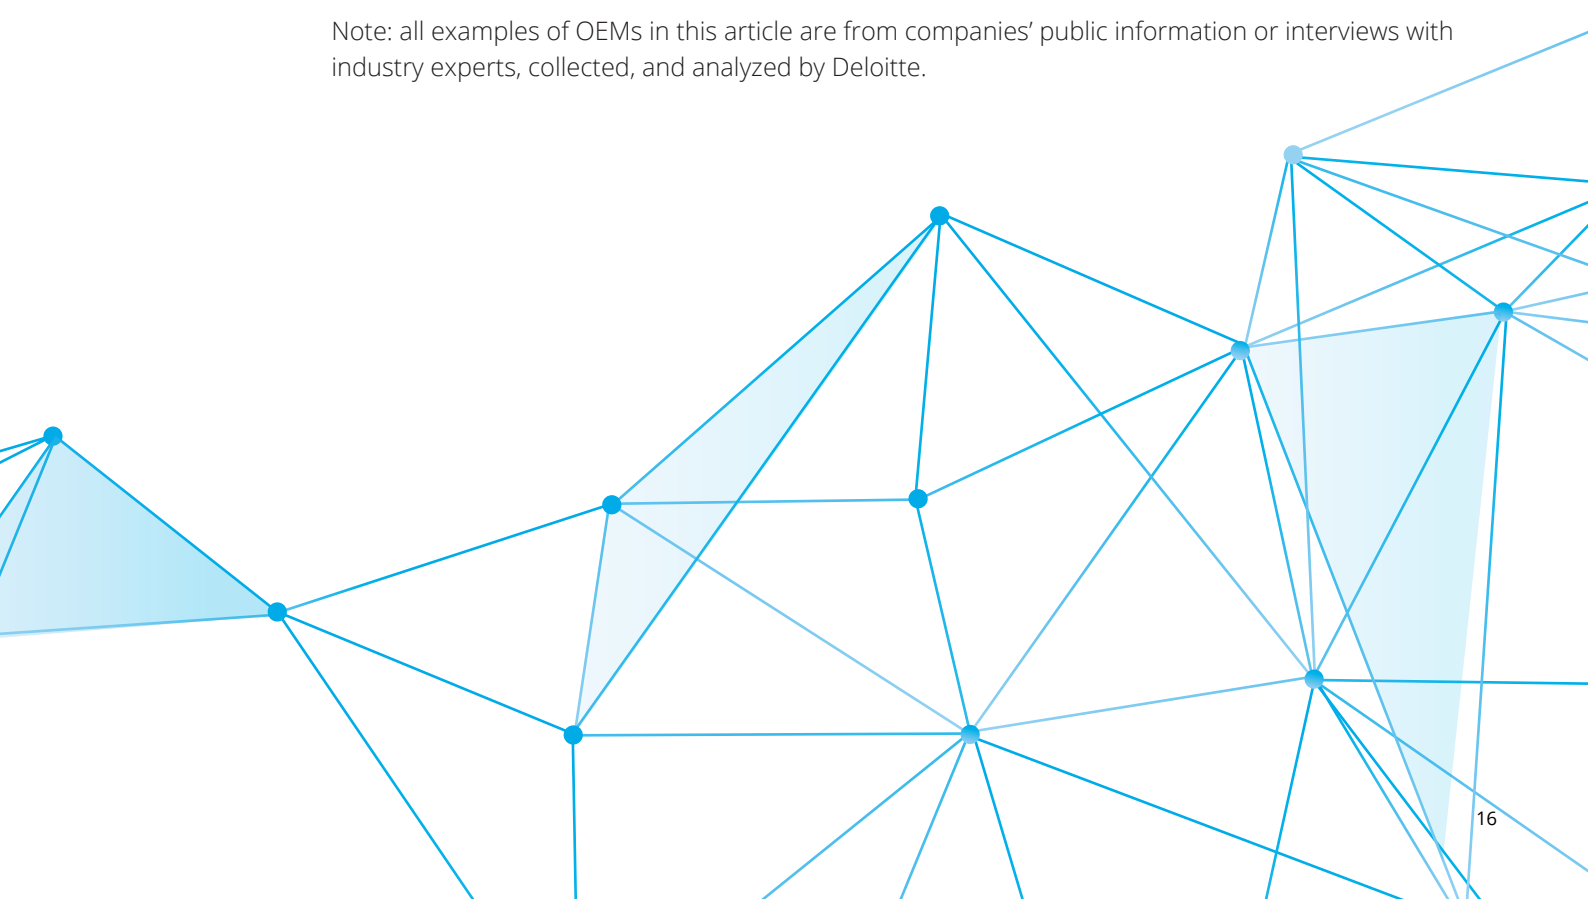 Note: all examples of OEMs in this article are from companies’ public information or interviews with
industry experts, collected, and analyzed by Deloitte.
16